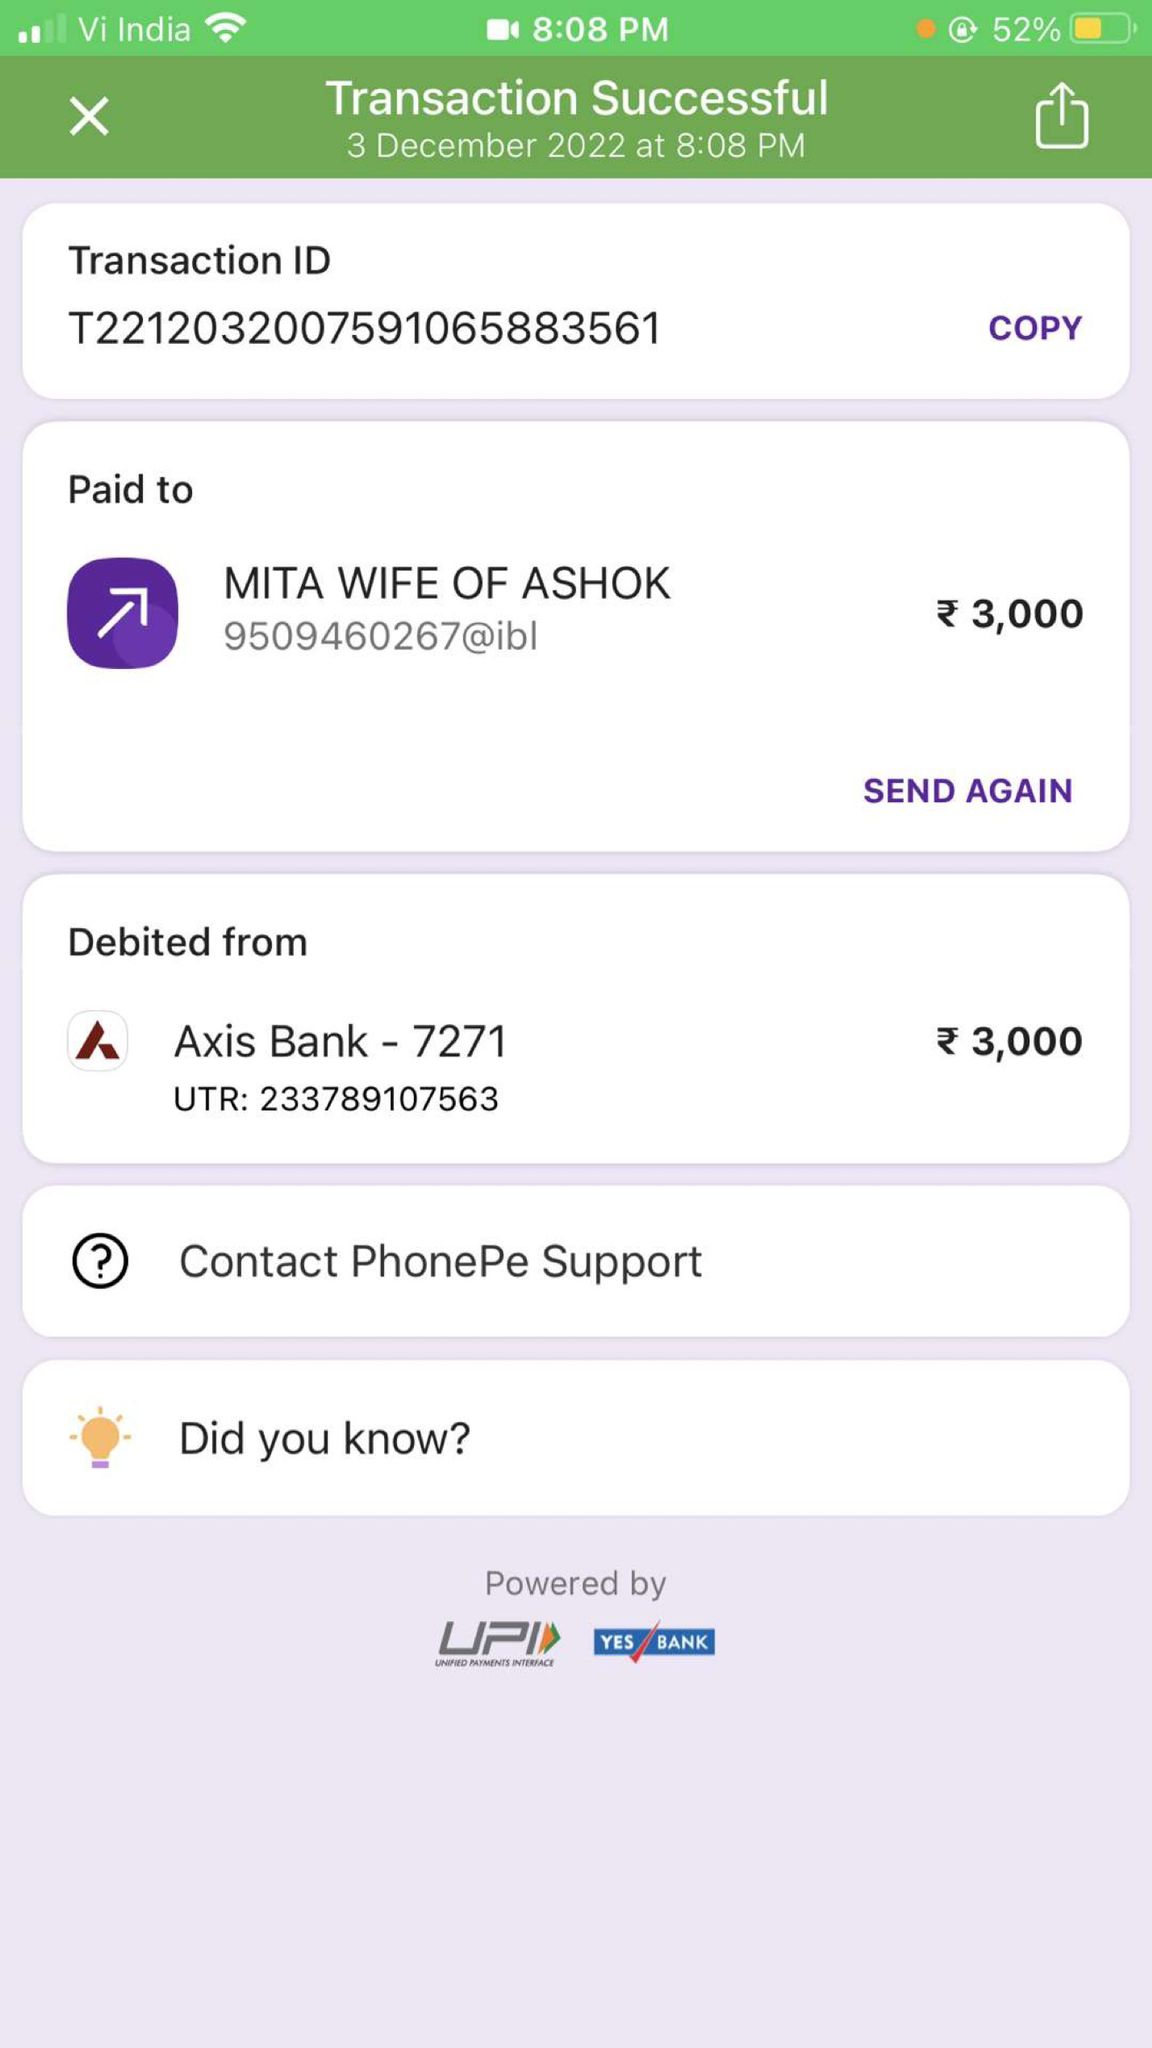 Vi India 8:08 PM 52%
Transaction Successful
3 December 2022 at 8:08 PM
Transaction ID
T2212032007591065883561 COPY
Paid to
MITA WIFE OF ASHOK
9509460267@ibl
₹ 3,000
SEND AGAIN
Debited from
Axis Bank - 7271 ₹ 3,000
UTR: 233789107563
Contact PhonePe Support
Did you know?
Powered by
UPI YES BANK
UNIFIED PAYMENTS INTERFACE